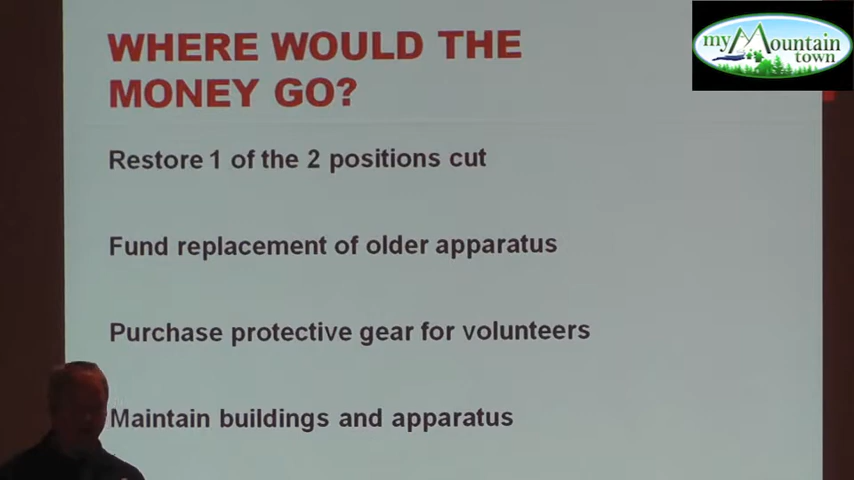 WHERE WOULD THE
MONEY GO?
Restore 1 of the 2 positions cut
Fund replacement of older apparatus
Purchase protective gear for volunteers
Maintain buildings and apparatus
my Mountain
town